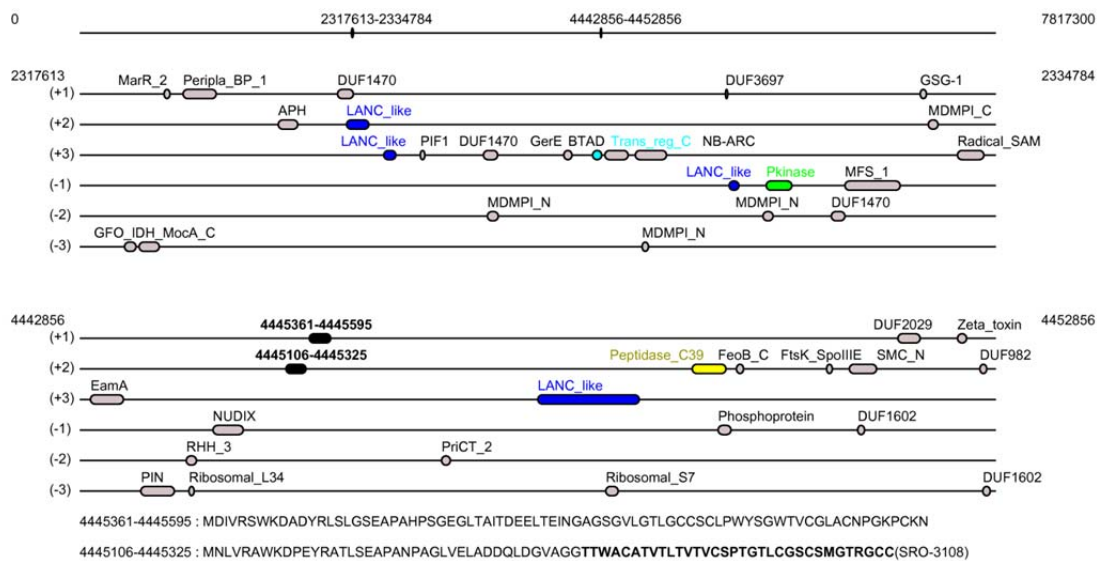 0 2317613-2334784 4442856-4452856 7817300
2317613 2334784
MarR_2 Peripla_BP_1 DUF1470 DUF3697 GSG-1
(+1)
APH LANC_like MDMPI_C
(+2)
LANC_like PIF1 DUF1470 GerE BTAD Trans_reg_C NB-ARC Radical_SAM
(+3)
LANC_like Pkinase MFS_1
(-1)
MDMPI_N MDMPI_N DUF1470
(-2)
GFO_IDH_MocA_C MDMPI_N
(-3)
4442856 4452856
4445361-4445595 DUF2029 Zeta_toxin
(+1)
4445106-4445325 Peptidase_C39 FeoB_C FtsK_SpoIIIE SMC_N DUF982
(+2)
EamA LANC_like
(+3)
NUDIX Phosphoprotein DUF1602
(-1)
RHH_3 PriCT_2
(-2)
PIN Ribosomal_L34 Ribosomal_S7 DUF1602
(-3)
4445361-4445595 : MDIVRSWKDADYRLSLGSEAPAHPSGEGLTAITDEELTEINGAGSGVLGTLGCCSCLPWYSGWTVCGLACNPGKPCKN
4445106-4445325 : MNLVRAWKDPEYRATLSEAPANPAGLVELADDQLDGVAGGTTWACATVTLTVTVCSPTGTLCGSCSMGTRGCC(SRO-3108)